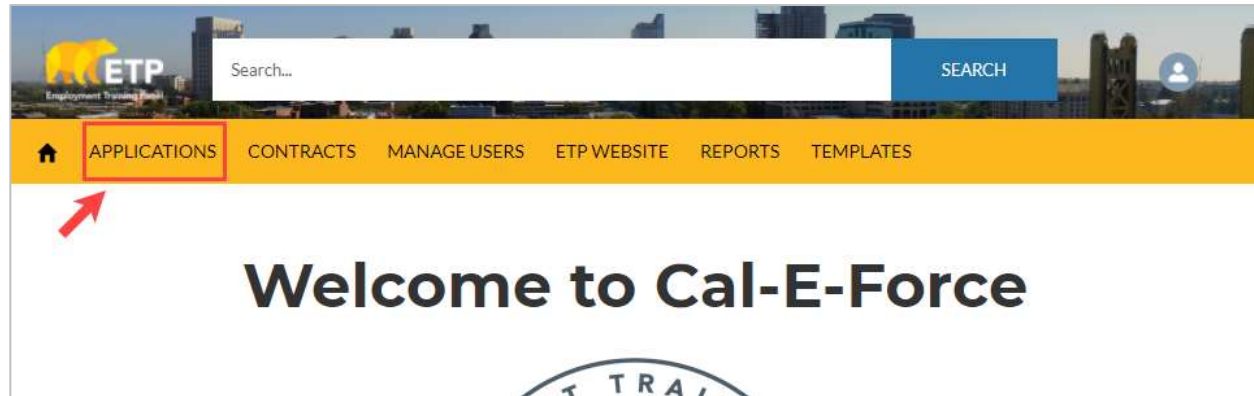 ETP
Employment Training Panel
Search...
SEARCH
APPLICATIONS CONTRACTS MANAGE USERS ETP WEBSITE REPORTS TEMPLATES
Welcome to Cal-E-Force
T TRA